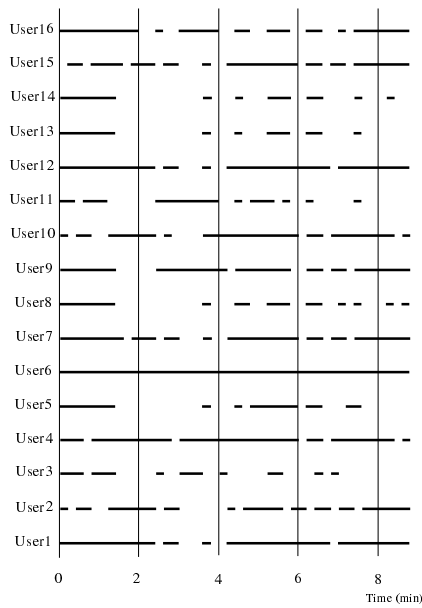 User16
User15
User14
User13
User12
User11
User10
User9
User8
User7
User6
User5
User4
User3
User2
User1
0 2 4 6 8
Time (min)